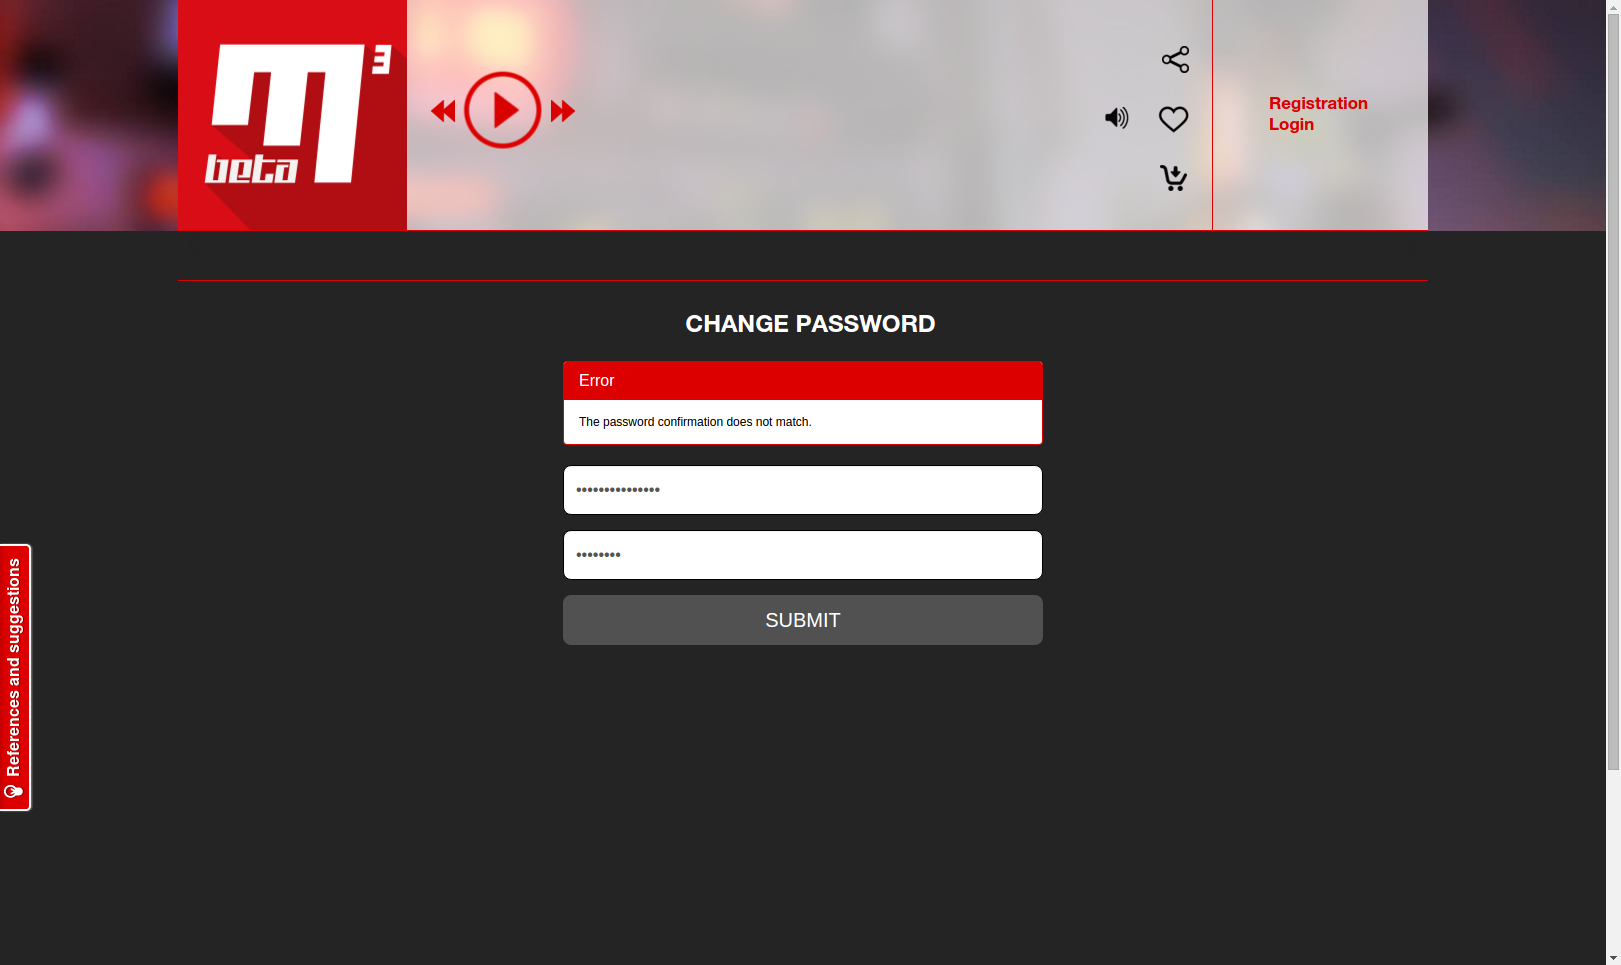 m3
beta
Registration
Login
CHANGE PASSWORD
Error
The password confirmation does not match.
•••••••••••••••
••••••••
SUBMIT
References and suggestions